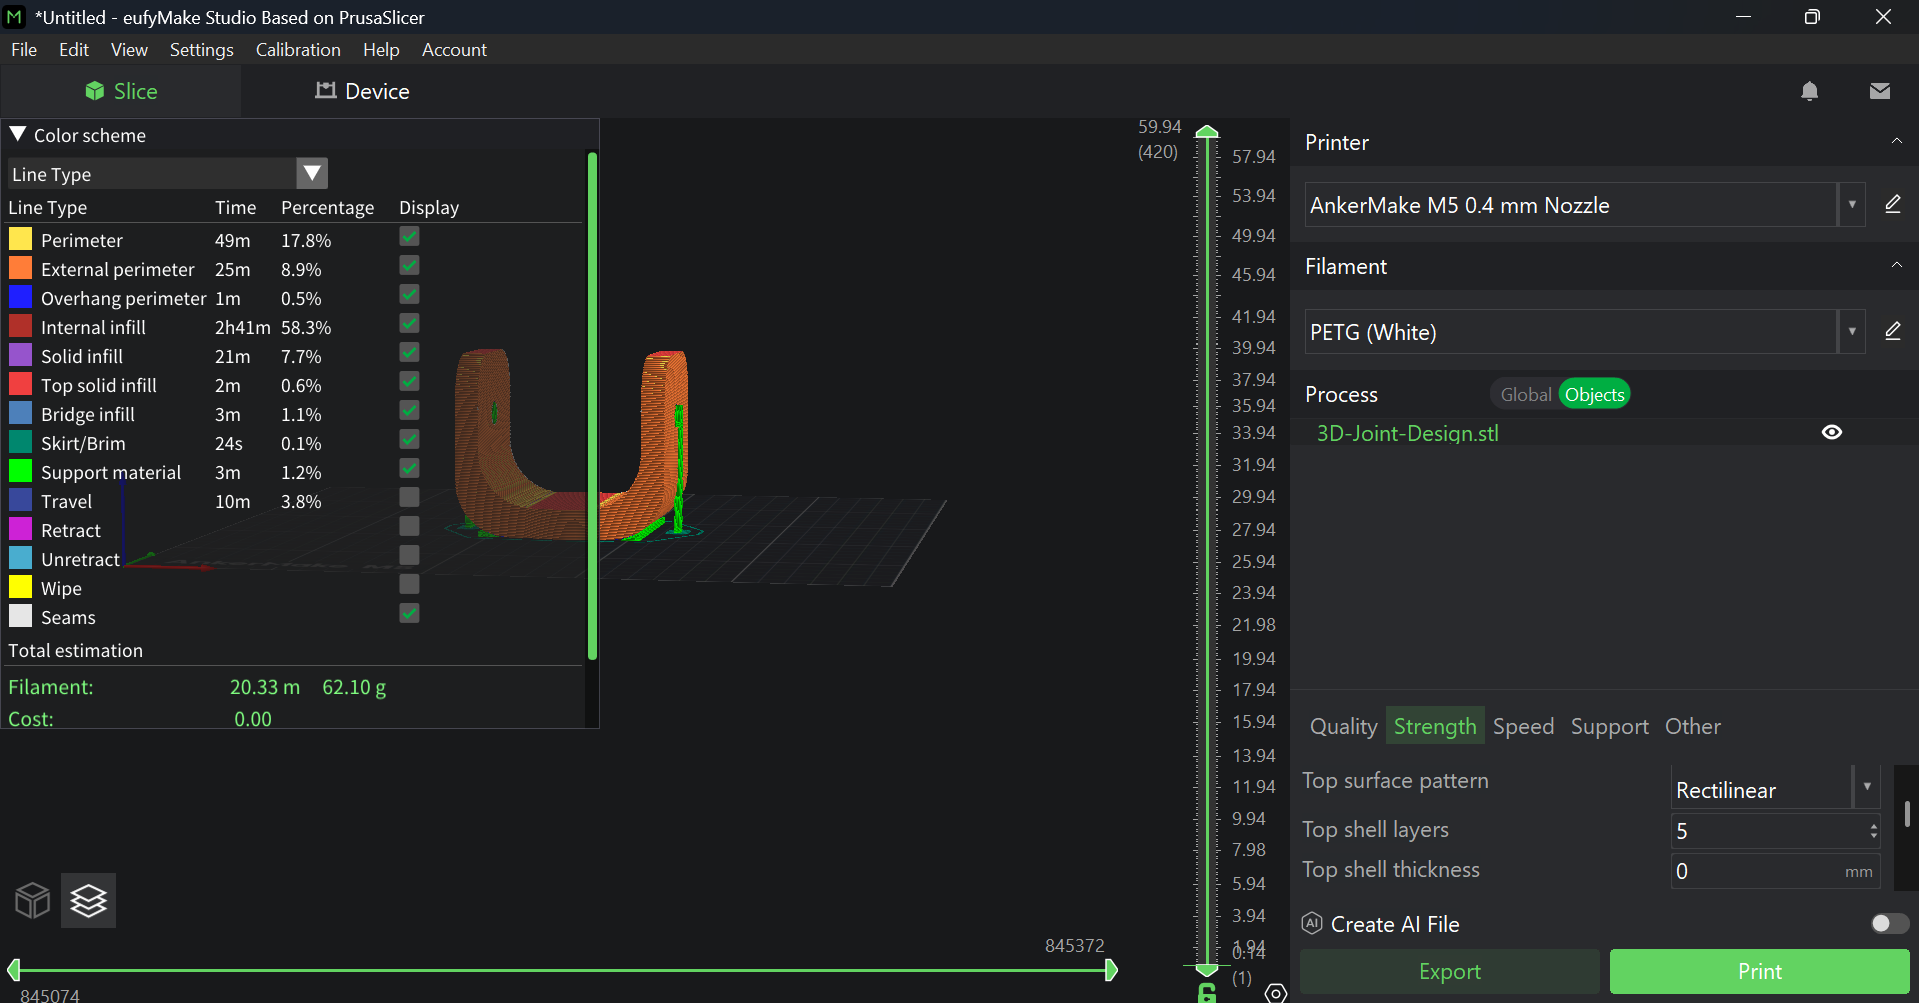 *Untitled - eufyMake Studio Based on PrusaSlicer
File Edit View Settings Calibration Help Account
Slice Device
Color scheme
Line Type
Line Type Time Percentage Display
Perimeter 49m 17.8%
External perimeter 25m 8.9%
Overhang perimeter 1m 0.5%
Internal infill 2h41m 58.3%
Solid infill 21m 7.7%
Top solid infill 2m 0.6%
Bridge infill 3m 1.1%
Skirt/Brim 24s 0.1%
Support material 3m 1.2%
Travel 10m 3.8%
Retract
Unretract
Wipe
Seams
Total estimation
Filament: 20.33 m 62.10 g
Cost: 0.00
845372
845074
59.94
(420)
57.94
53.94
49.94
45.94
41.94
39.94
37.94
35.94
33.94
31.94
29.94
27.94
25.94
23.94
21.98
19.94
17.94
15.94
13.94
11.94
9.94
7.98
5.94
3.94
1.94
0.14
(1)
Printer
AnkerMake M5 0.4 mm Nozzle
Filament
PETG (White)
Process Global Objects
3D-Joint-Design.stl
Quality Strength Speed Support Other
Top surface pattern Rectilinear
Top shell layers 5
Top shell thickness 0 mm
AI Create AI File
Export Print